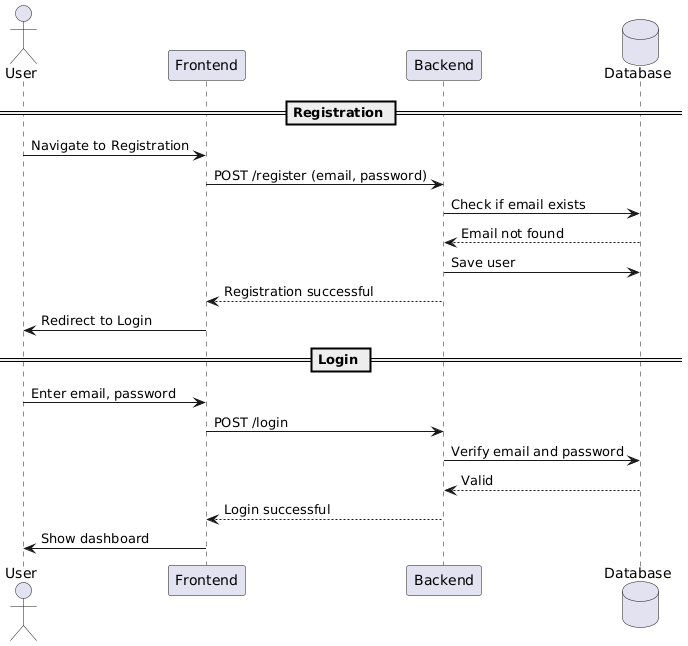 User
Frontend
Backend
Database
Registration
Navigate to Registration
POST /register (email, password)
Check if email exists
Email not found
Save user
Registration successful
Redirect to Login
Login
Enter email, password
POST /login
Verify email and password
Valid
Login successful
Show dashboard
User
Frontend
Backend
Database